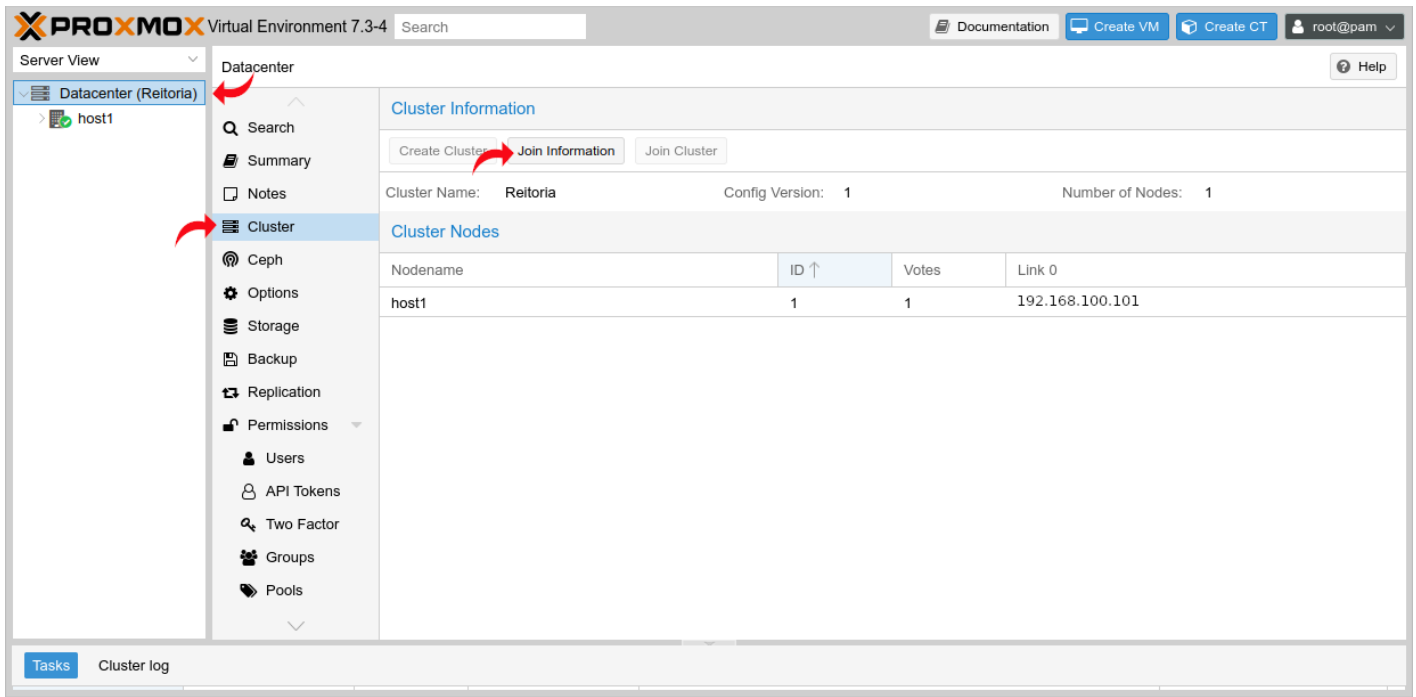 PROXMOX Virtual Environment 7.3-4 Search Documentation Create VM Create CT root@pam
Server View
Datacenter (Reitoria)
host1
Datacenter Help
Search
Summary
Notes
Cluster
Ceph
Options
Storage
Backup
Replication
Permissions
Users
API Tokens
Two Factor
Groups
Pools
Cluster Information
Create Cluster Join Information Join Cluster
Cluster Name: Reitoria Config Version: 1 Number of Nodes: 1
Cluster Nodes
Nodename ID Votes Link 0
host1 1 1 192.168.100.101
Tasks Cluster log